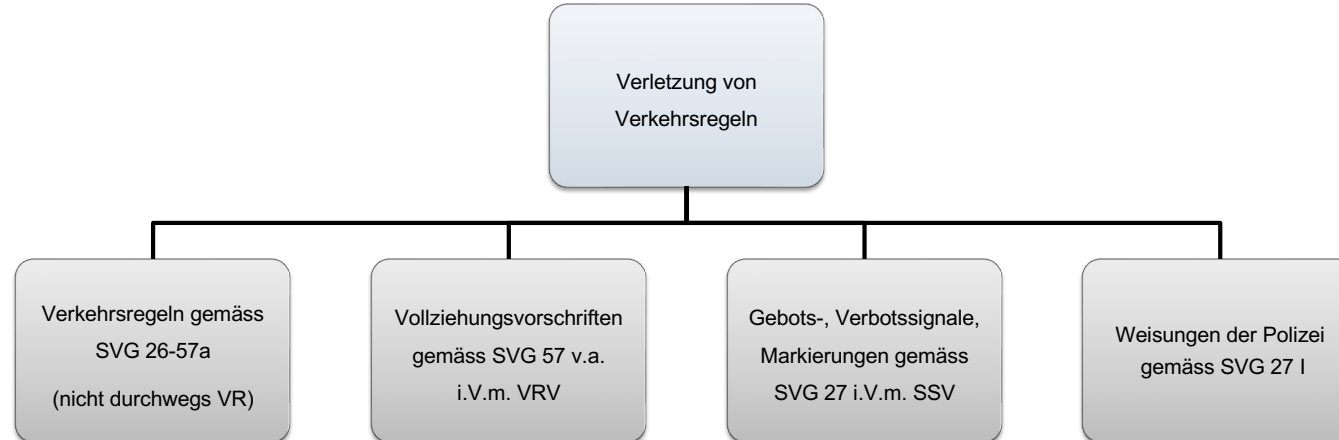 Verletzung von
Verkehrsregeln
Verkehrsregeln gemäss
SVG 26-57a
(nicht durchwegs VR)
Vollziehungsvorschriften
gemäss SVG 57 v.a.
i.V.m. VRV
Gebots-, Verbotssignale,
Markierungen gemäss
SVG 27 i.V.m. SSV
Weisungen der Polizei
gemäss SVG 27 I